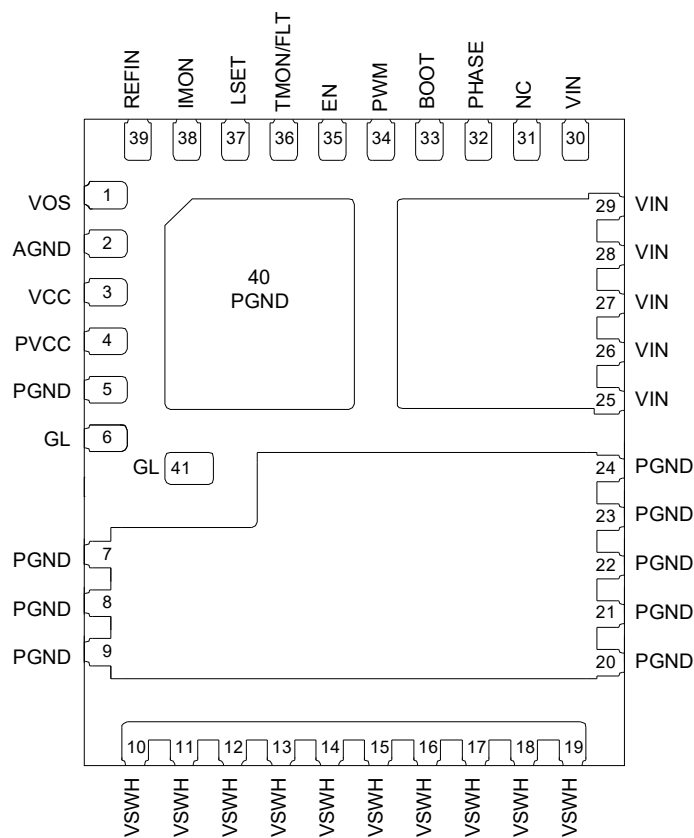 REFIN
IMON
LSET
TMON/FLT
EN
PWM
BOOT
PHASE
NC
VIN
39
38
37
36
35
34
33
32
31
30
VOS
1
AGND
2
VCC
3
PVCC
4
PGND
5
GL
6
40
PGND
29
VIN
28
VIN
27
VIN
26
VIN
25
VIN
GL
41
24
PGND
23
PGND
22
PGND
21
PGND
20
PGND
PGND
7
PGND
8
PGND
9
10
11
12
13
14
15
16
17
18
19
VSWH
VSWH
VSWH
VSWH
VSWH
VSWH
VSWH
VSWH
VSWH
VSWH